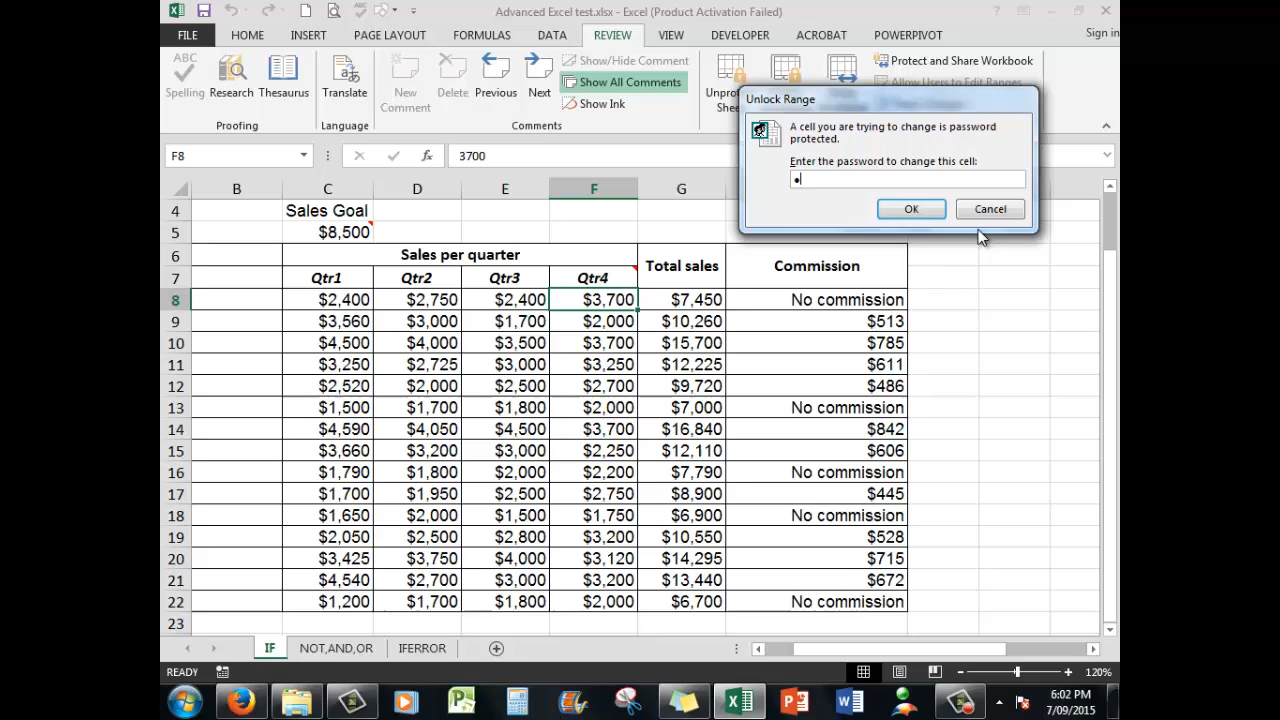 Advanced Excel test.xlsx - Excel (Product Activation Failed)
FILE HOME INSERT PAGE LAYOUT FORMULAS DATA REVIEW VIEW DEVELOPER ACROBAT POWERPIVOT Sign in
ABC
Spelling Research Thesaurus
Proofing
Translate
Language
New Comment Delete Previous Next
Show/Hide Comment
Show All Comments
Show Ink
Comments
Protect and Share Workbook
Allow Users to Edit Ranges
Unlock Range
A cell you are trying to change is password
protected.
Enter the password to change this cell:
OK Cancel
F8 fx 3700
B C D E F G
4 Sales Goal
5 $8,500
6 Sales per quarter Total sales Commission
7 Qtr1 Qtr2 Qtr3 Qtr4
8 $2,400 $2,750 $2,400 $3,700 $7,450 No commission
9 $3,560 $3,000 $1,700 $2,000 $10,260 $513
10 $4,500 $4,000 $3,500 $3,700 $15,700 $785
11 $3,250 $2,725 $3,000 $3,250 $12,225 $611
12 $2,520 $2,000 $2,500 $2,700 $9,720 $486
13 $1,500 $1,700 $1,800 $2,000 $7,000 No commission
14 $4,590 $4,050 $4,500 $3,700 $16,840 $842
15 $3,660 $3,200 $3,000 $2,250 $12,110 $606
16 $1,790 $1,800 $2,000 $2,200 $7,790 No commission
17 $1,700 $1,950 $2,500 $2,750 $8,900 $445
18 $1,650 $2,000 $1,500 $1,750 $6,900 No commission
19 $2,050 $2,500 $2,800 $3,200 $10,550 $528
20 $3,425 $3,750 $4,000 $3,120 $14,295 $715
21 $4,540 $2,700 $3,000 $3,200 $13,440 $672
22 $1,200 $1,700 $1,800 $2,000 $6,700 No commission
23
IF NOT,AND,OR IFERROR
READY 120%
6:02 PM
7/09/2015